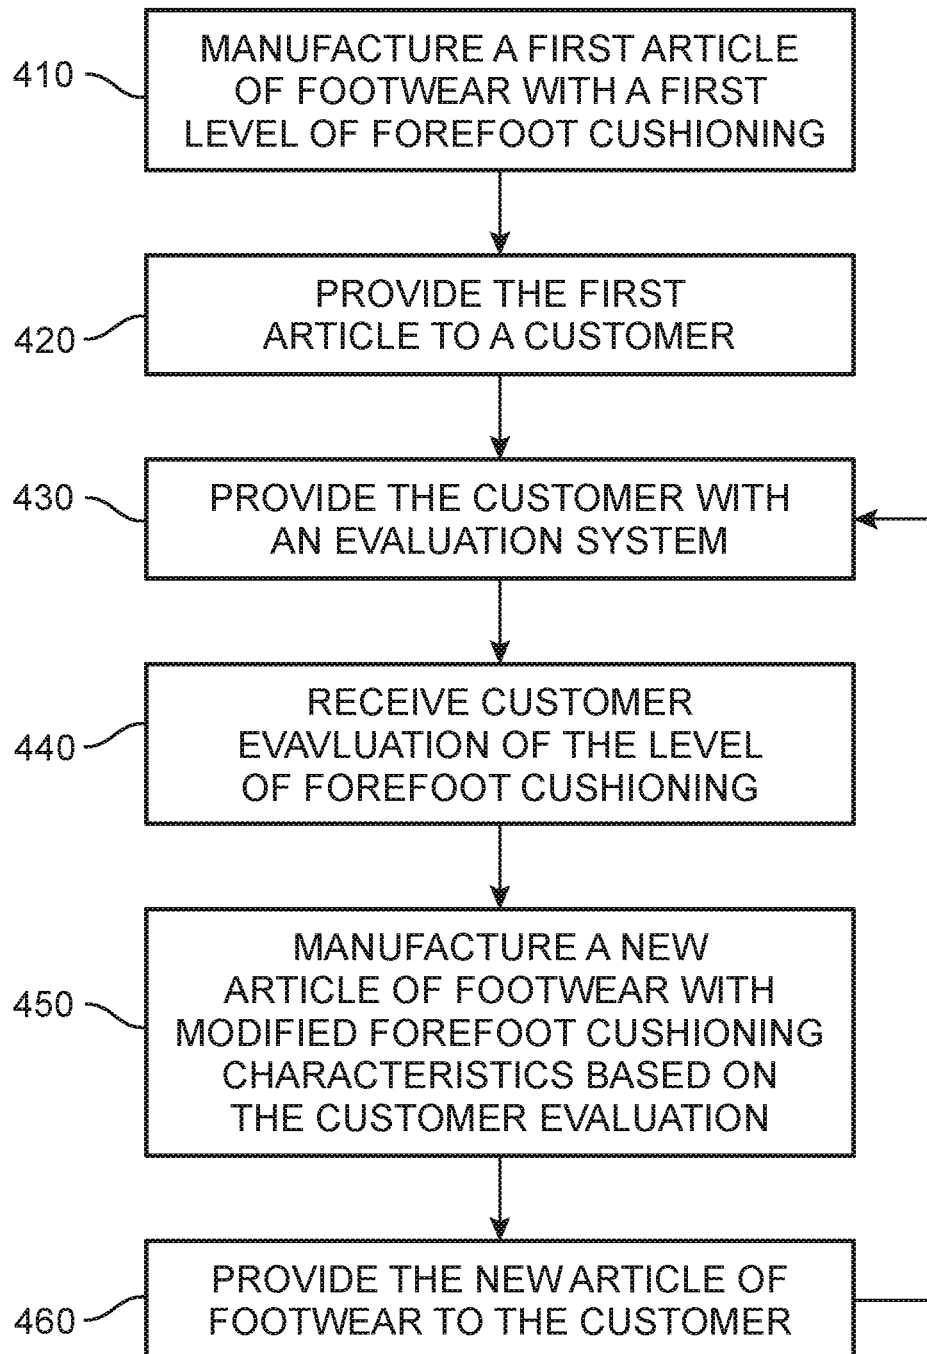 410
MANUFACTURE A FIRST ARTICLE
OF FOOTWEAR WITH A FIRST
LEVEL OF FOREFOOT CUSHIONING
420
PROVIDE THE FIRST
ARTICLE TO A CUSTOMER
430
PROVIDE THE CUSTOMER WITH
AN EVALUATION SYSTEM
440
RECEIVE CUSTOMER
EVAVLUATION OF THE LEVEL
OF FOREFOOT CUSHIONING
450
MANUFACTURE A NEW
ARTICLE OF FOOTWEAR WITH
MODIFIED FOREFOOT CUSHIONING
CHARACTERISTICS BASED ON
THE CUSTOMER EVALUATION
460
PROVIDE THE NEW ARTICLE OF
FOOTWEAR TO THE CUSTOMER